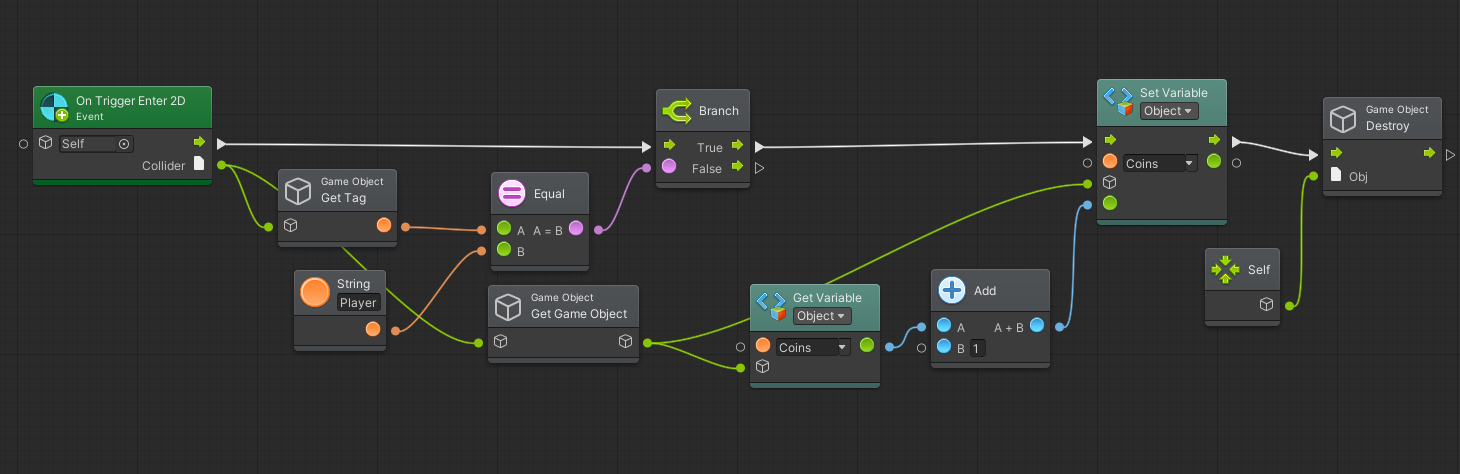 On Trigger Enter 2D
Event
Self
Collider
Game Object
Get Tag
String
Player
Equal
A A = B
B
Game Object
Get Game Object
Branch
True
False
Get Variable
Object
Coins
Add
A A + B
B 1
Set Variable
Object
Coins
Self
Game Object
Destroy
Obj